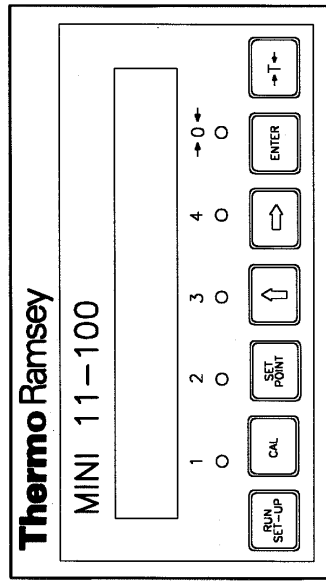 Thermo Ramsey
MINI 11-100
1 2 3 4 →0←
RUN
SET-UP
CAL
SET
POINT
ENTER
→T←